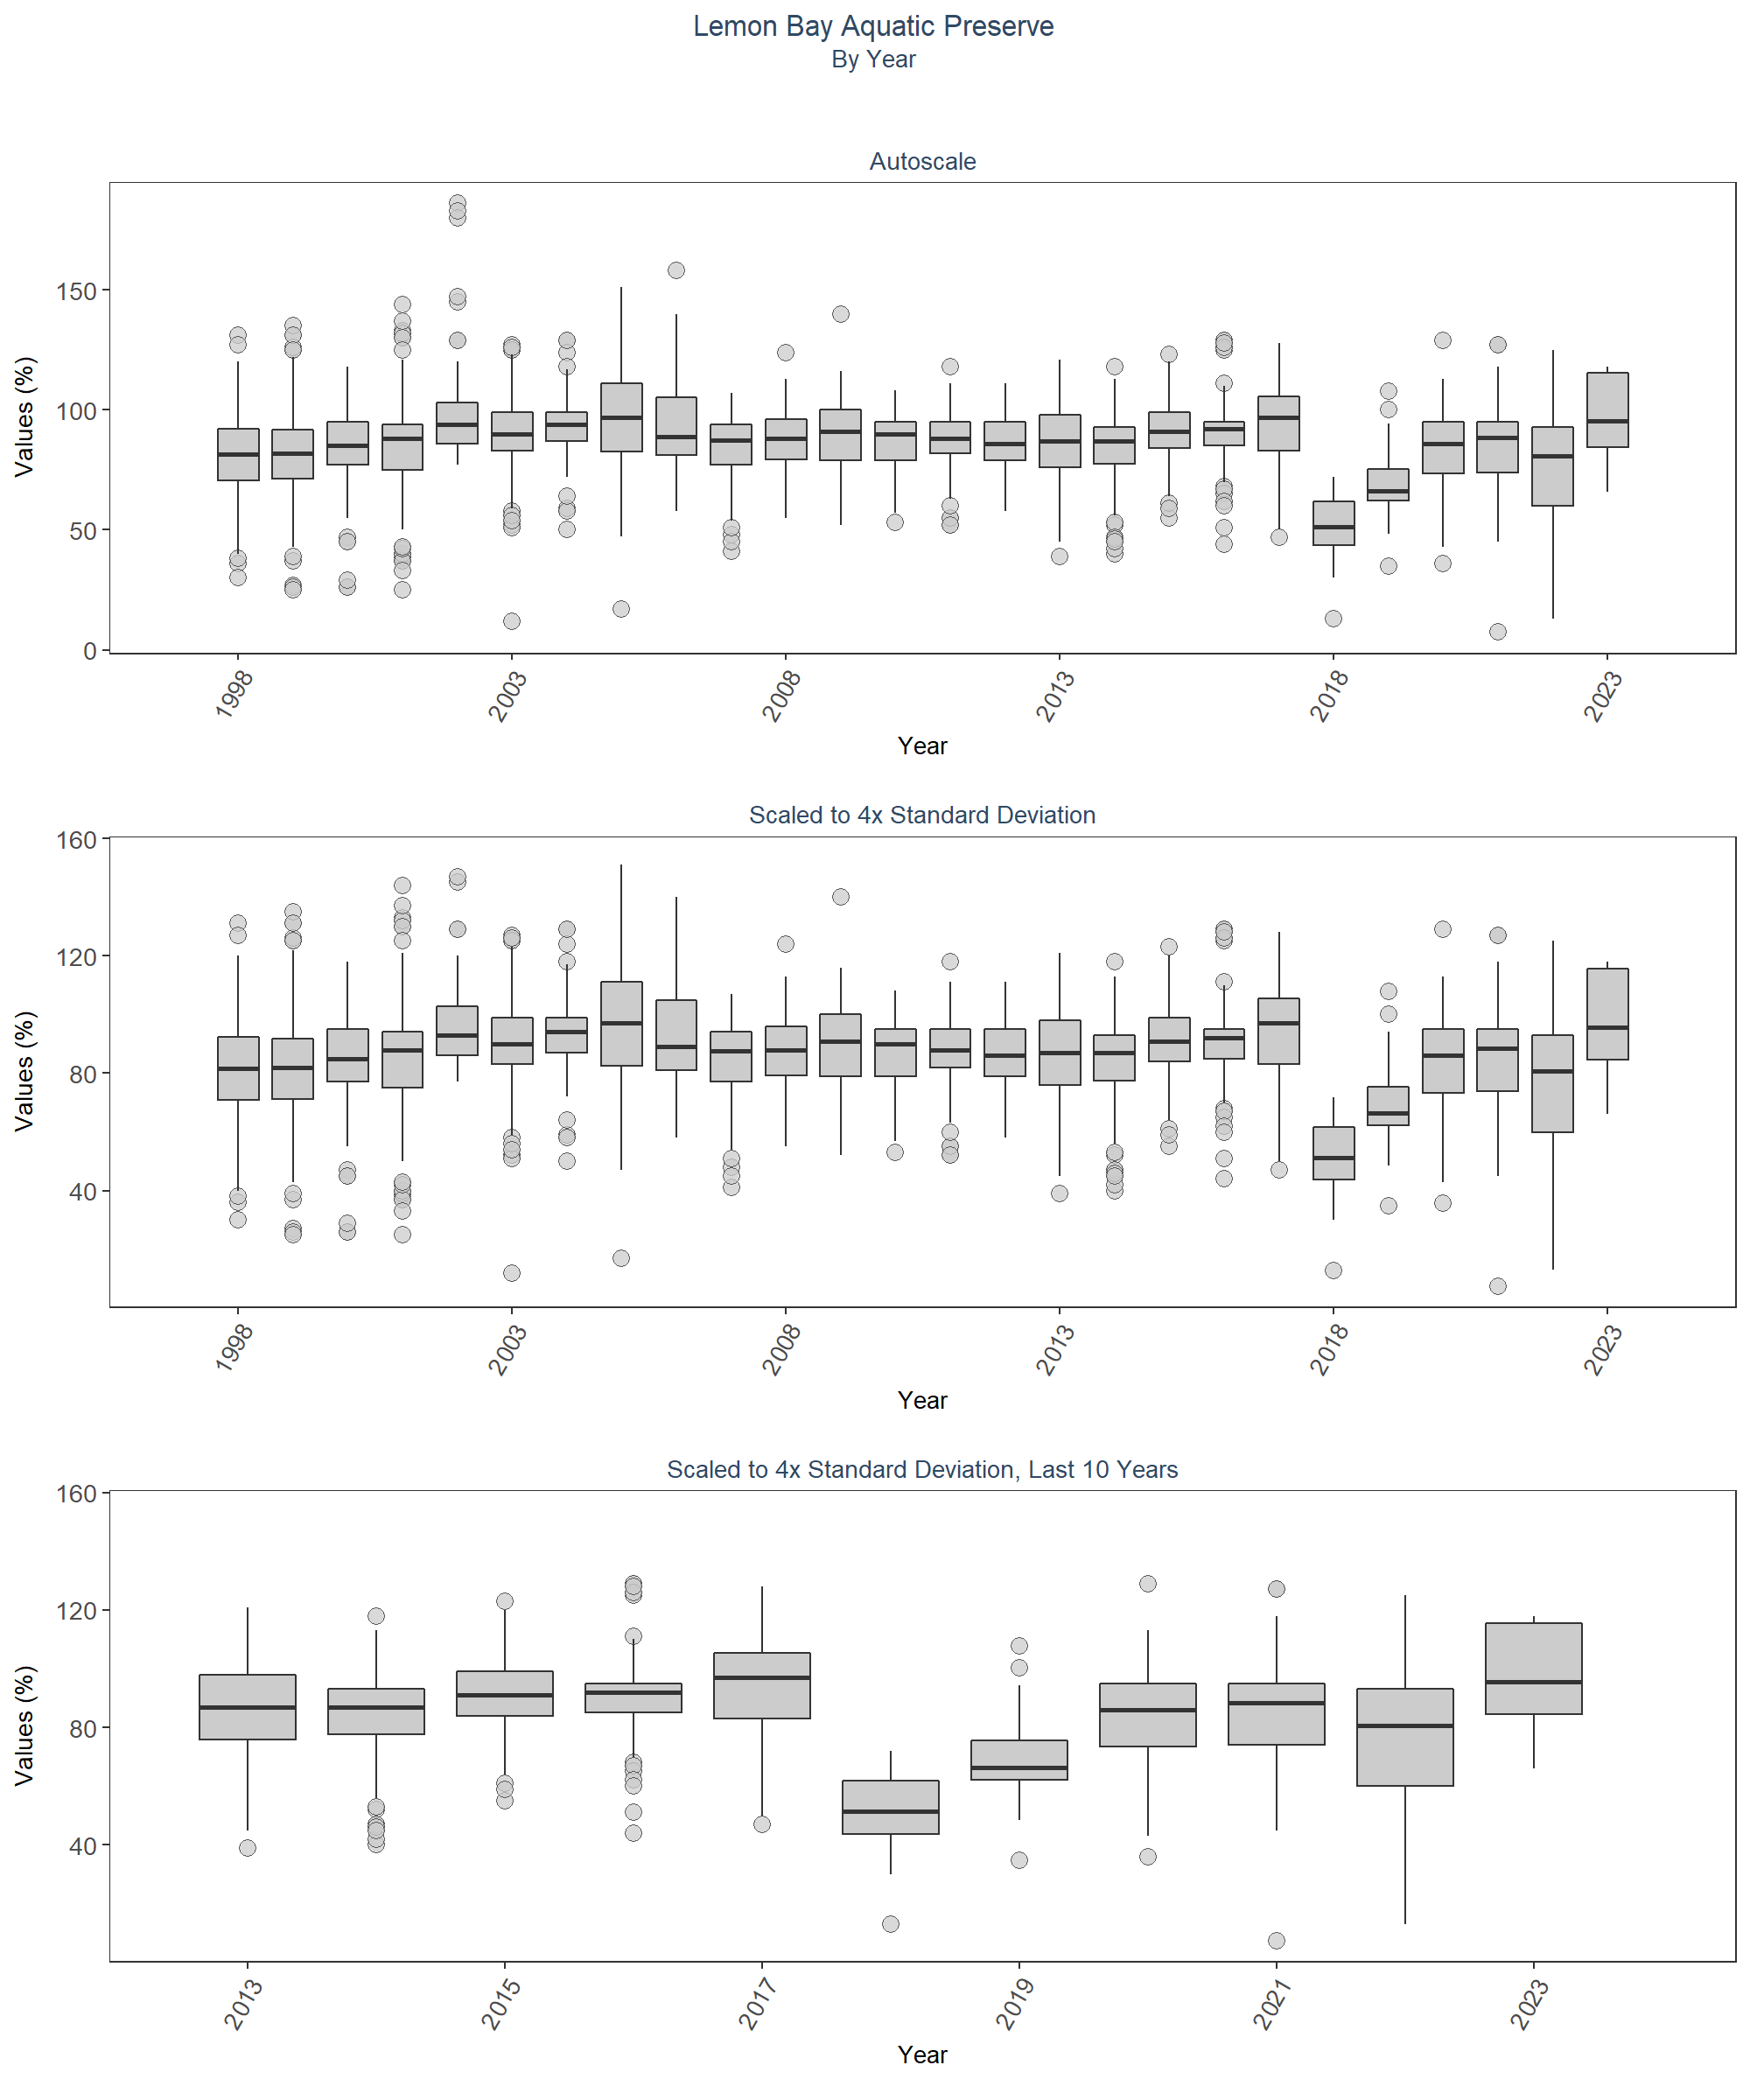 Lemon Bay Aquatic Preserve
By Year
Autoscale
Values (%)
150
100
50
0
1998
2003
2008
2013
2018
2023
Year
Scaled to 4x Standard Deviation
Values (%)
160
120
80
40
1998
2003
2008
2013
2018
2023
Year
Scaled to 4x Standard Deviation, Last 10 Years
Values (%)
160
120
80
40
2013
2015
2017
2019
2021
2023
Year